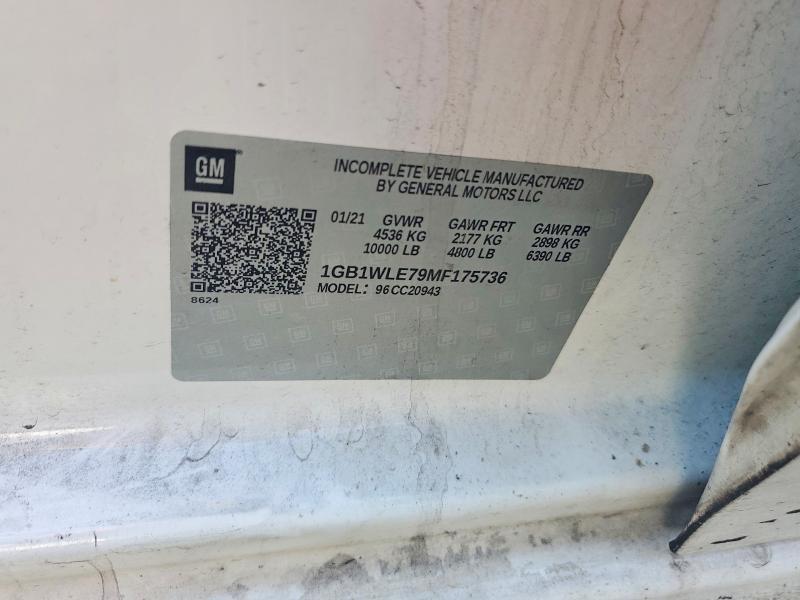 GM
INCOMPLETE VEHICLE MANUFACTURED
BY GENERAL MOTORS LLC
01/21 GVWR GAWR FRT GAWR RR
4536 KG 2177 KG 2898 KG
10000 LB 4800 LB 6390 LB
1GB1WLE79MF175736
MODEL: 96CC20943
8624